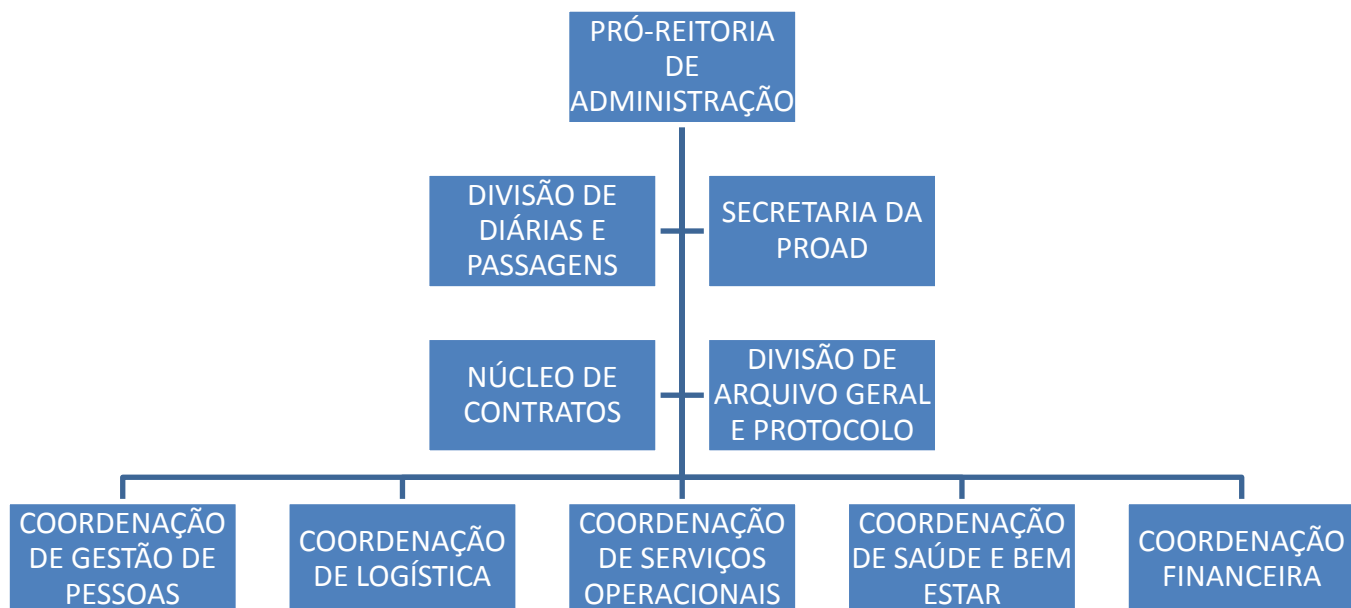 PRÓ-REITORIA
DE
ADMINISTRAÇÃO
DIVISÃO DE
DIÁRIAS E
PASSAGENS
SECRETARIA DA
PROAD
NÚCLEO DE
CONTRATOS
DIVISÃO DE
ARQUIVO GERAL
E PROTOCOLO
COORDENAÇÃO
DE GESTÃO DE
PESSOAS
COORDENAÇÃO
DE LOGÍSTICA
COORDENAÇÃO
DE SERVIÇOS
OPERACIONAIS
COORDENAÇÃO
DE SAÚDE E BEM
ESTAR
COORDENAÇÃO
FINANCEIRA